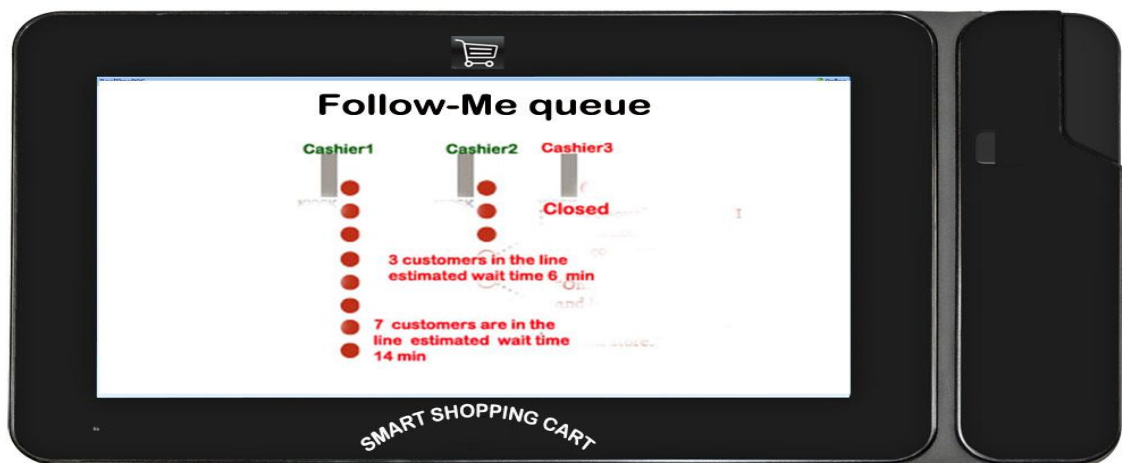 Follow-Me queue
Cashier1 Cashier2 Cashier3
Closed
3 customers in the line
estimated wait time 6 min
7 customers are in the
line estimated wait time
14 min
SMART SHOPPING CART